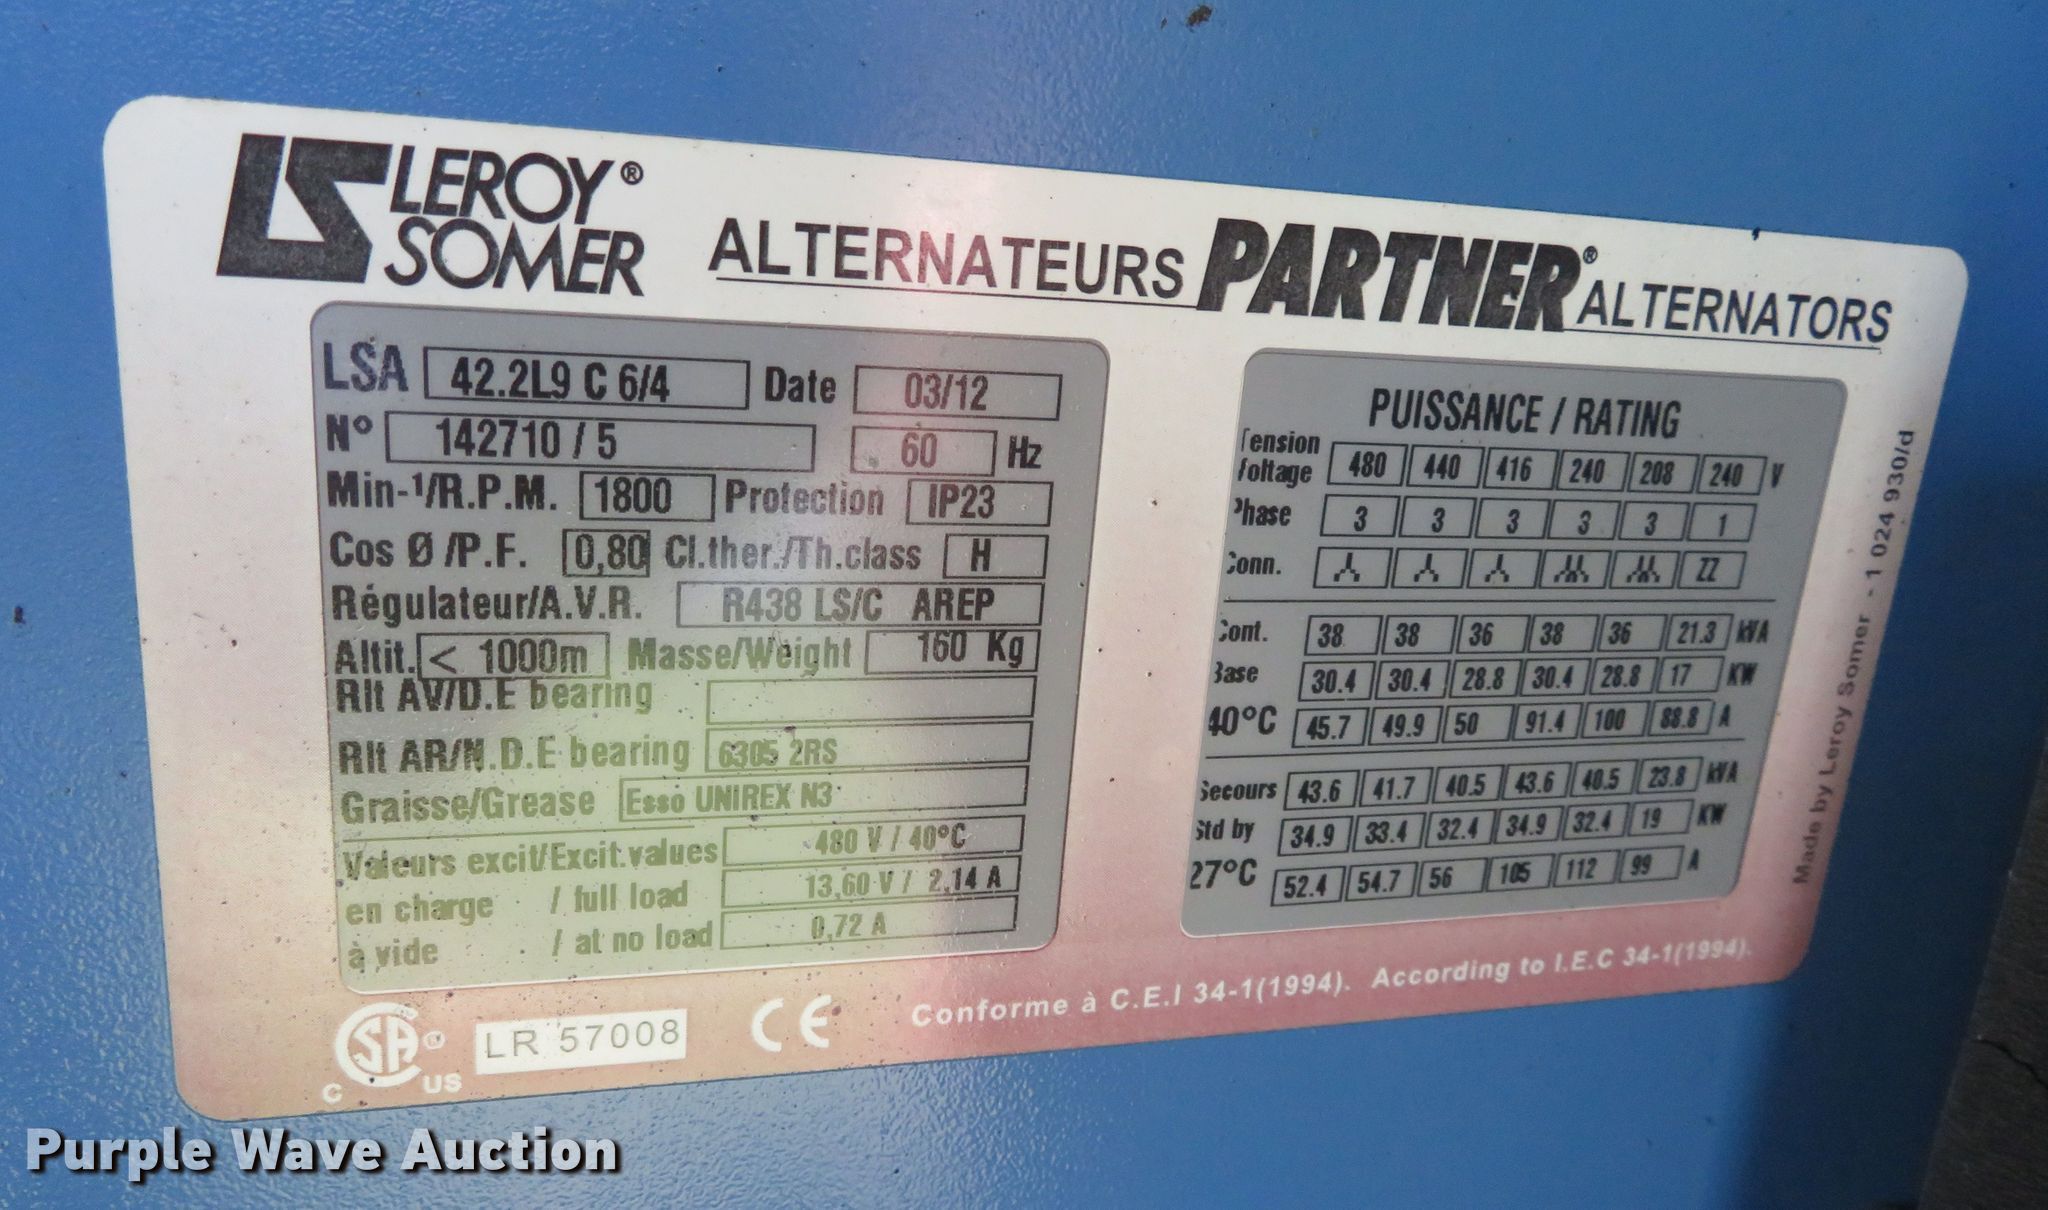 LS LEROY® SOMER
ALTERNATEURS PARTNER® ALTERNATORS
LSA 42.2L9 C 6/4 Date 03/12
N° 142710 / 5 60 Hz
Min-¹/R.P.M. 1800 Protection IP23
Cos Ø /P.F. 0,80 Cl.ther./Th.class H
Régulateur/A.V.R. R438 LS/C AREP
Altit. < 1000m Masse/Weight 160 Kg
Rlt AV/D.E bearing
Rlt AR/N.D.E bearing 6305 2RS
Graisse/Grease Esso UNIREX N3
Valeurs excit/Excit.values 480 V / 40°C
en charge / full load 13,60 V / 2,14 A
à vide / at no load 0,72 A
PUISSANCE / RATING
Tension
Voltage 480 440 416 240 208 240 V
Phase 3 3 3 3 3 1
Conn. ZZ
Cont. 38 38 36 38 36 21.3 kVA
Base 30.4 30.4 28.8 30.4 28.8 17 KW
40°C 45.7 49.9 50 91.4 100 88.8 A
Secours 43.6 41.7 40.5 43.6 40.5 23.8 kVA
Std by 34.9 33.4 32.4 34.9 32.4 19 KW
27°C 52.4 54.7 56 105 112 99 A
Made by Leroy Somer - 1 024 930/d
C SA ® US LR 57008 CE
Conforme à C.E.I 34-1(1994). According to I.E.C 34-1(1994).
Purple Wave Auction